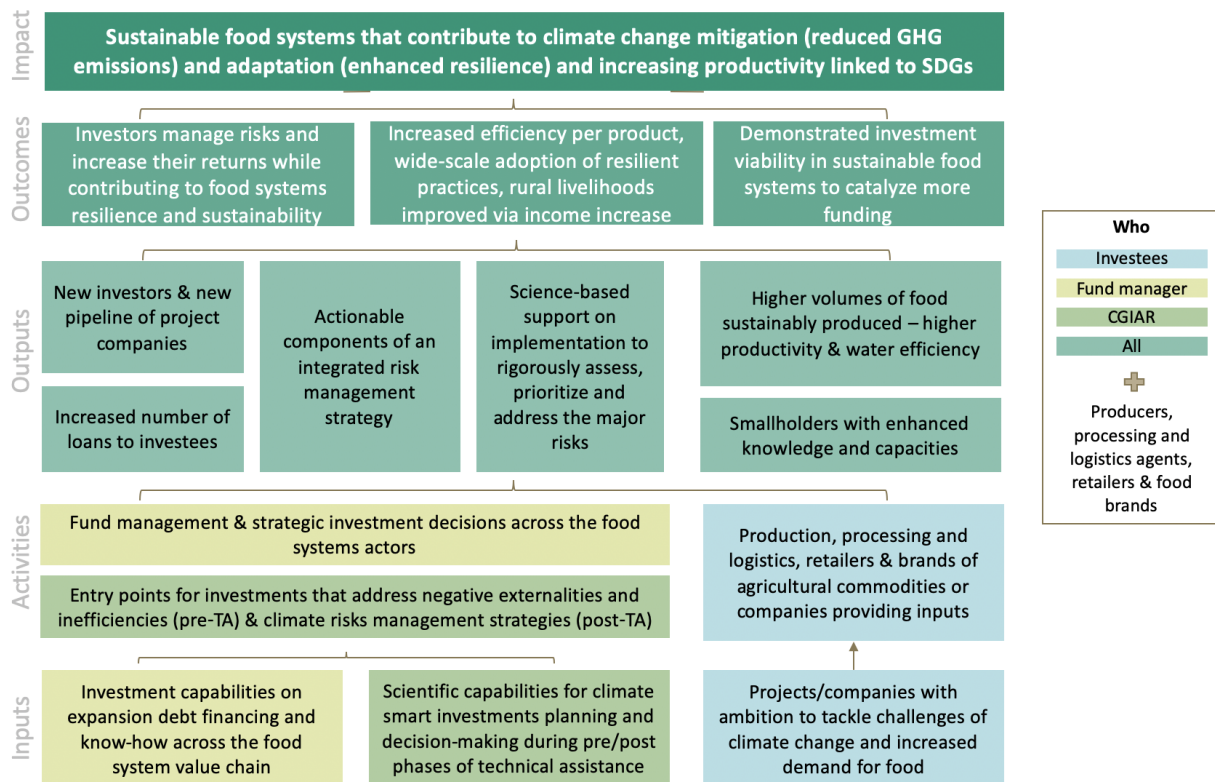 Impact
Sustainable food systems that contribute to climate change mitigation (reduced GHG
emissions) and adaptation (enhanced resilience) and increasing productivity linked to SDGs
Outcomes
Investors manage risks and
increase their returns while
contributing to food systems
resilience and sustainability
Increased efficiency per product,
wide-scale adoption of resilient
practices, rural livelihoods
improved via income increase
Demonstrated investment
viability in sustainable food
systems to catalyze more
funding
Outputs
New investors & new
pipeline of project
companies
Increased number of
loans to investees
Actionable
components of an
integrated risk
management
strategy
Science-based
support on
implementation to
rigorously assess,
prioritize and
address the major
risks
Higher volumes of food
sustainably produced – higher
productivity & water efficiency
Smallholders with enhanced
knowledge and capacities
Activities
Fund management & strategic investment decisions across the food
systems actors
Entry points for investments that address negative externalities and
inefficiencies (pre-TA) & climate risks management strategies (post-TA)
Production, processing and
logistics, retailers & brands of
agricultural commodities or
companies providing inputs
Inputs
Investment capabilities on
expansion debt financing and
know-how across the food
system value chain
Scientific capabilities for climate
smart investments planning and
decision-making during pre/post
phases of technical assistance
Projects/companies with
ambition to tackle challenges of
climate change and increased
demand for food
Who
Investees
Fund manager
CGIAR
All
Producers,
processing and
logistics agents,
retailers & food
brands